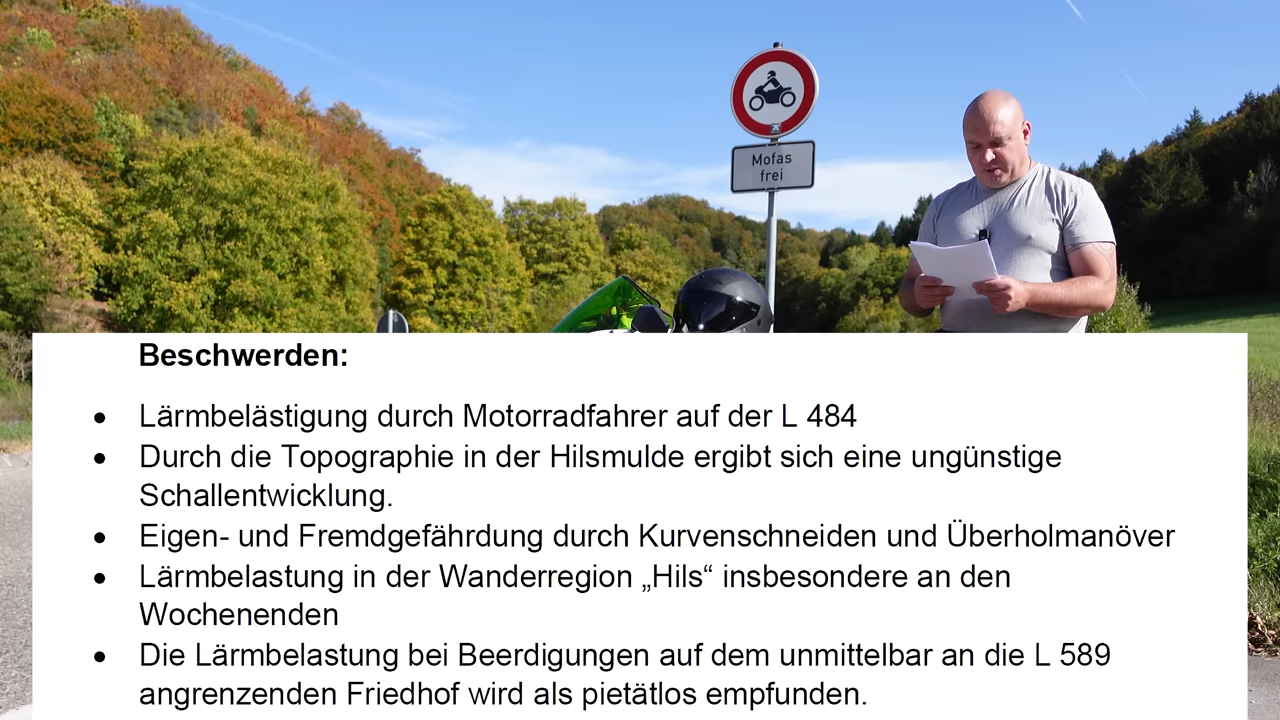 Mofas
frei
Beschwerden:
• Lärmbelästigung durch Motorradfahrer auf der L 484
• Durch die Topographie in der Hilsmulde ergibt sich eine ungünstige
Schallentwicklung.
• Eigen- und Fremdgefährdung durch Kurvenschneiden und Überholmanöver
• Lärmbelastung in der Wanderregion „Hils“ insbesondere an den
Wochenenden
• Die Lärmbelastung bei Beerdigungen auf dem unmittelbar an die L 589
angrenzenden Friedhof wird als pietätlos empfunden.